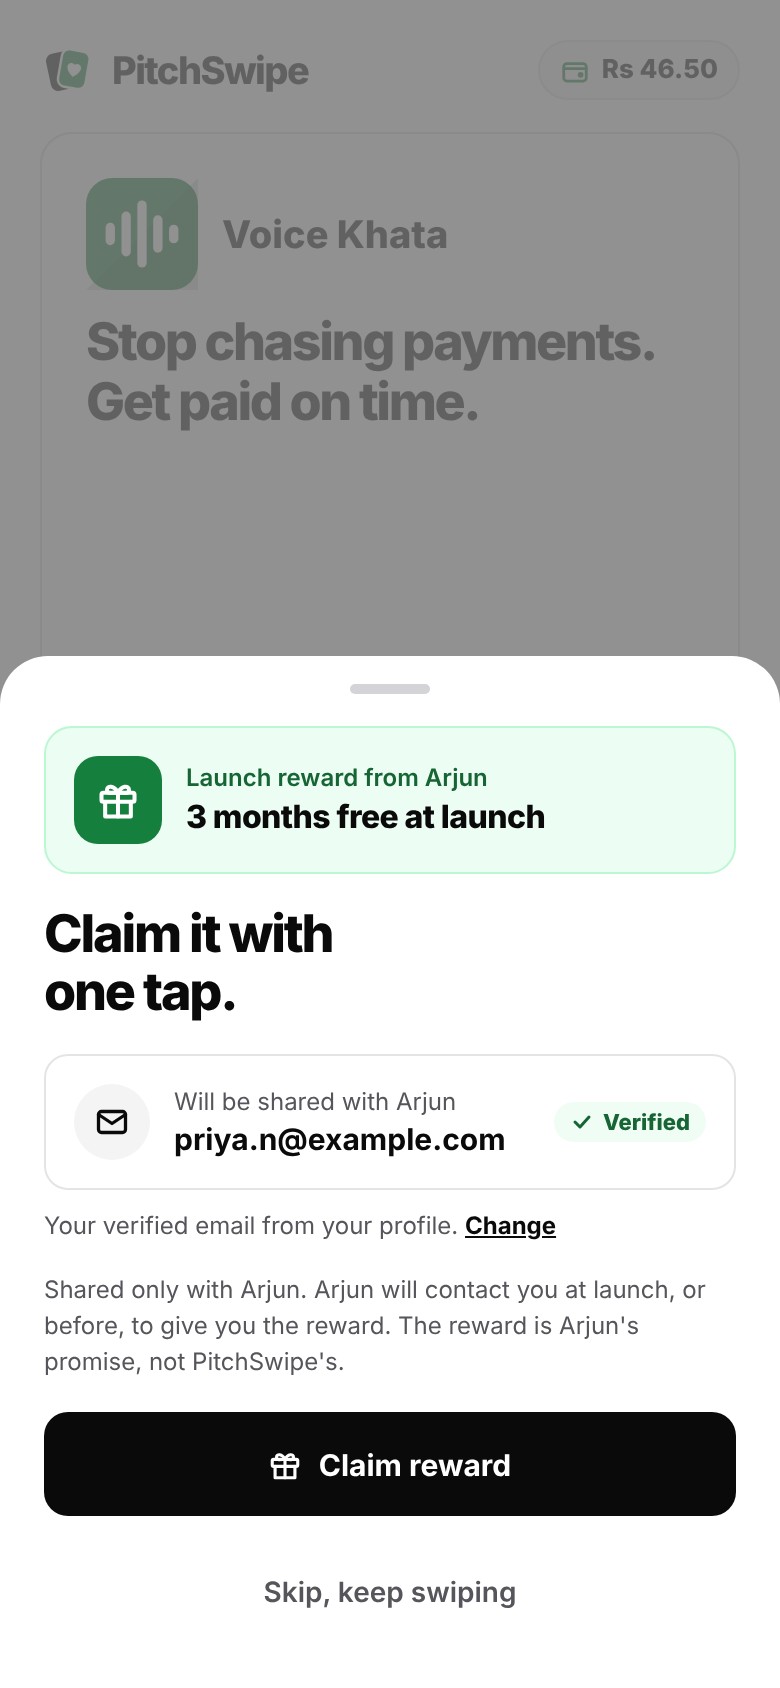 PitchSwipe
Rs 46.50
Voice Khata
Stop chasing payments.
Get paid on time.
Launch reward from Arjun
3 months free at launch
Claim it with
one tap.
Will be shared with Arjun
priya.n@example.com
Verified
Your verified email from your profile. Change
Shared only with Arjun. Arjun will contact you at launch, or
before, to give you the reward. The reward is Arjun's
promise, not PitchSwipe's.
Claim reward
Skip, keep swiping